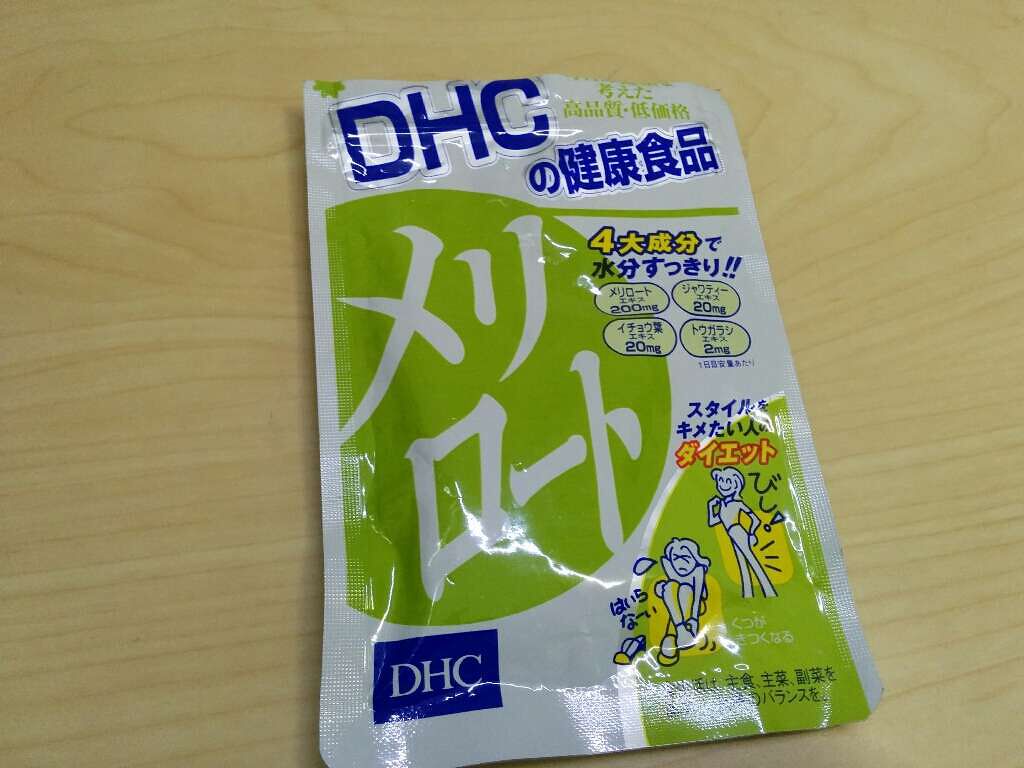 考えた
高品質・低価格
DHC
の健康食品
メリロート
4大成分で
水分すっきり!!
メリロート
エキス
200mg
ジャワティー
エキス
20mg
イチョウ葉
エキス
20mg
トウガラシ
エキス
2mg
1日目安量あたり
スタイルを
キメたい人の
ダイエット
びし!
はいら
なーい
くつが
きつくなる
DHC
は、主食、主菜、副菜を
のバランスを。